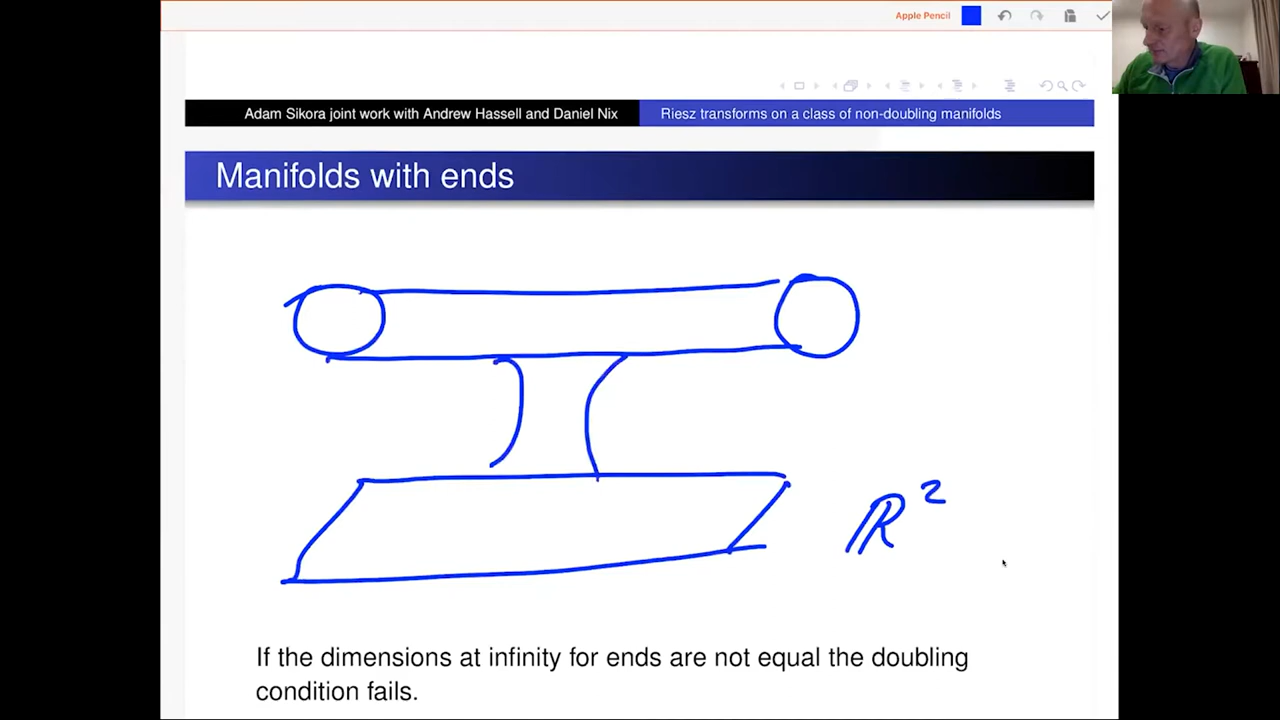 Apple Pencil
Adam Sikora joint work with Andrew Hassell and Daniel Nix
Riesz transforms on a class of non-doubling manifolds
Manifolds with ends
ℝ²
If the dimensions at infinity for ends are not equal the doubling
condition fails.